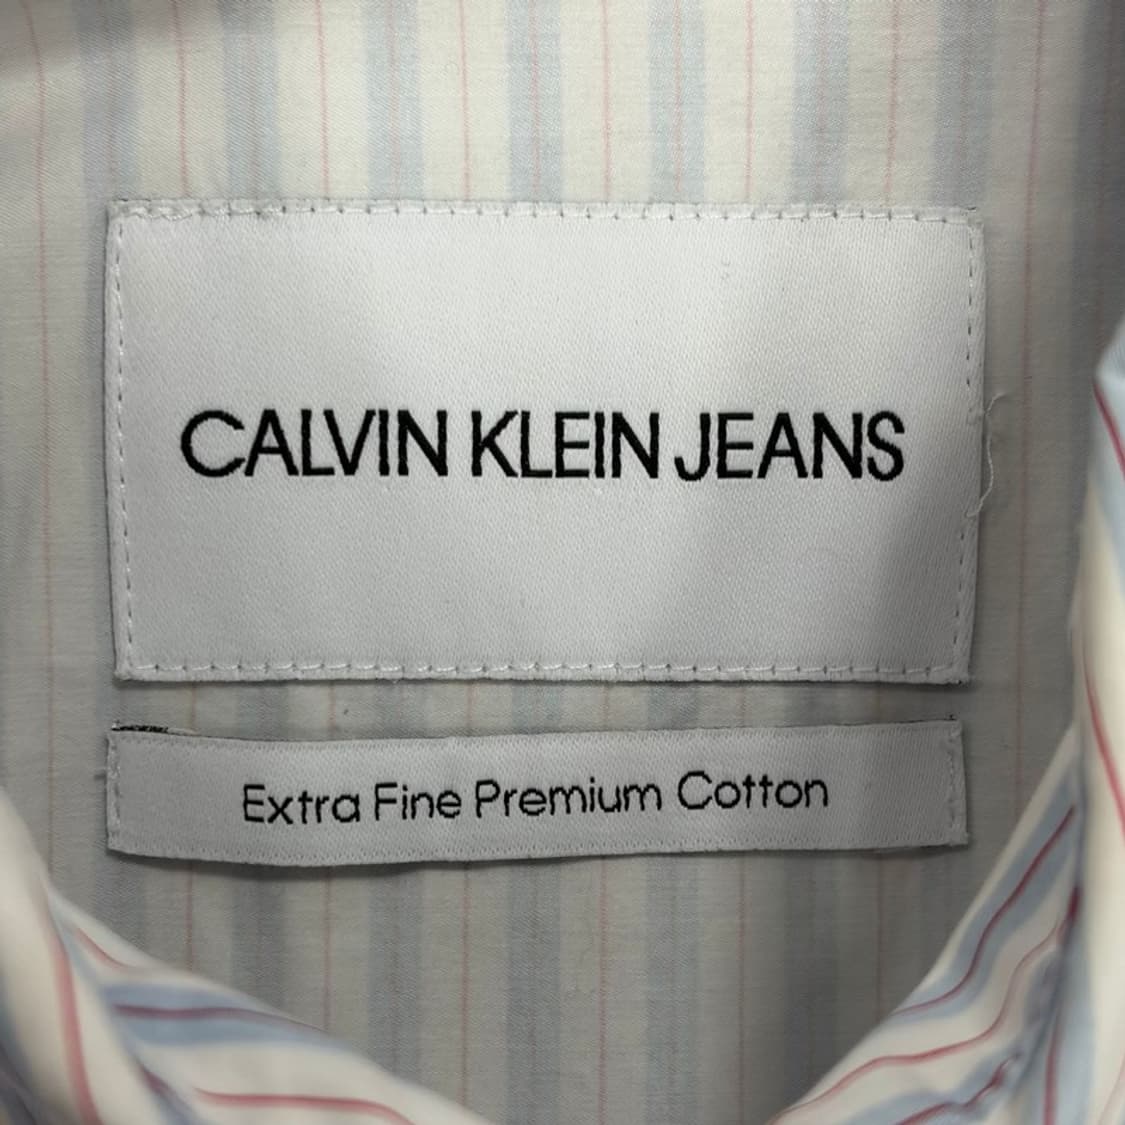 CALVIN KLEIN JEANS
Extra Fine Premium Cotton